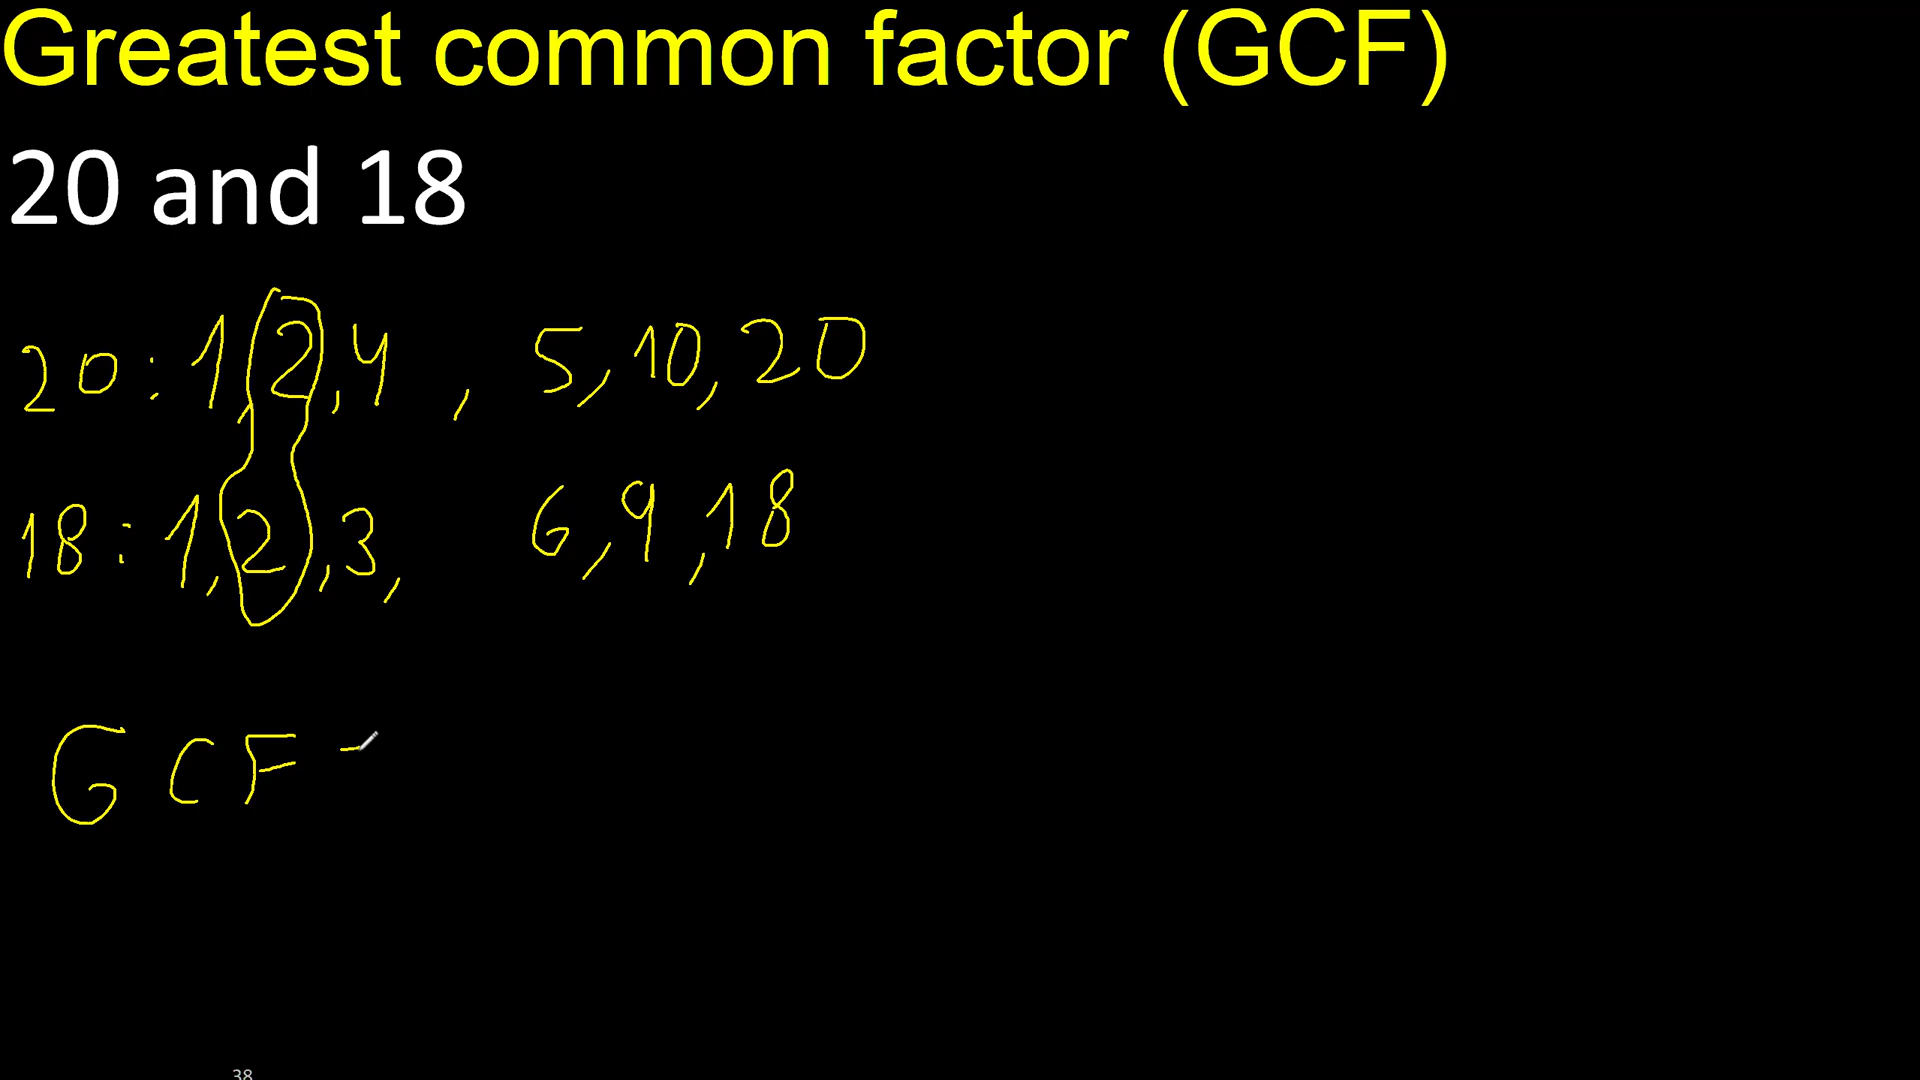 Greatest common factor (GCF)
20 and 18
20 : 1, 2, 4 , 5, 10, 20
18 : 1, 2, 3, 6, 9, 18
GCF -
38